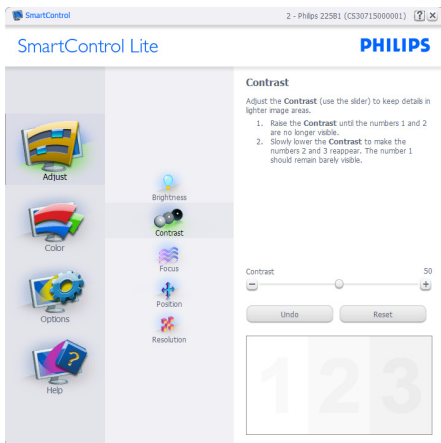 SmartControl
2 - Philips 225B1 (CS30715000001)
SmartControl Lite
PHILIPS
Adjust
Color
Options
Help
Brightness
Contrast
Focus
Position
Resolution
Contrast
Adjust the Contrast (use the slider) to keep details in
lighter image areas.
1. Raise the Contrast until the numbers 1 and 2
are no longer visible.
2. Slowly lower the Contrast to make the
numbers 2 and 3 reappear. The number 1
should remain barely visible.
Contrast 50
Undo Reset
1 2 3